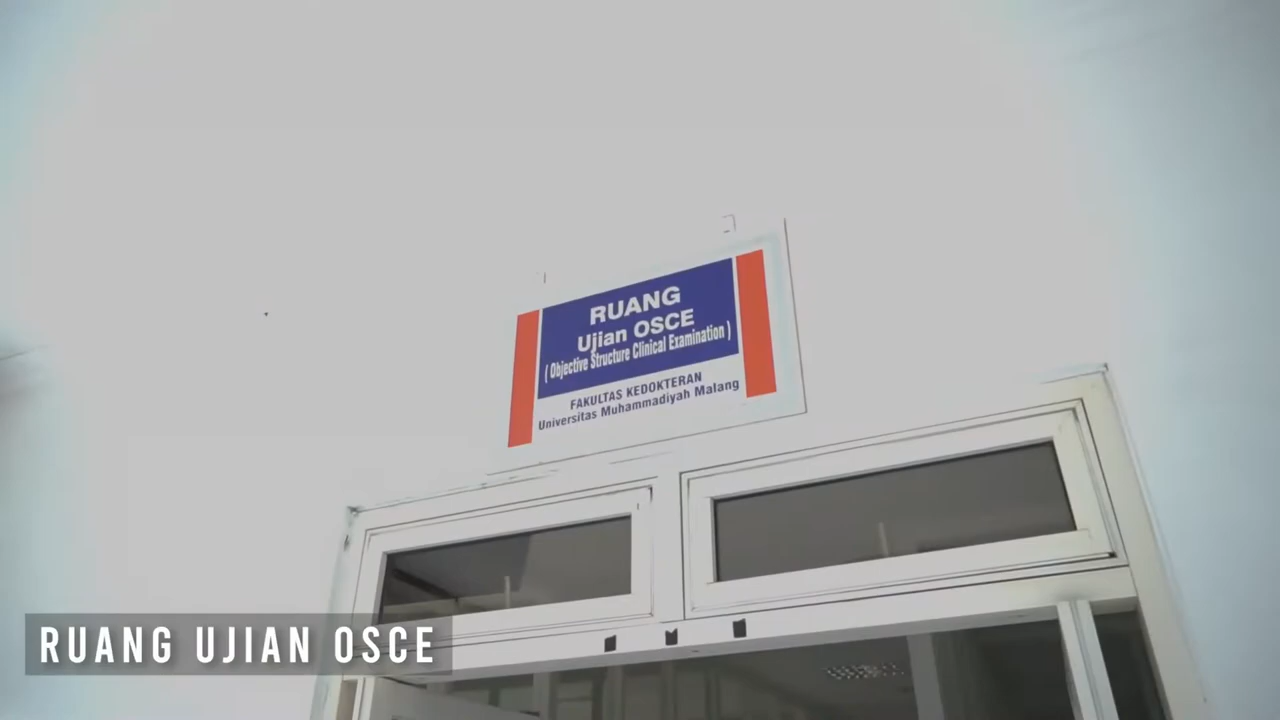 RUANG
Ujian OSCE
( Objective Structure Clinical Examination )
FAKULTAS KEDOKTERAN
Universitas Muhammadiyah Malang
RUANG UJIAN OSCE